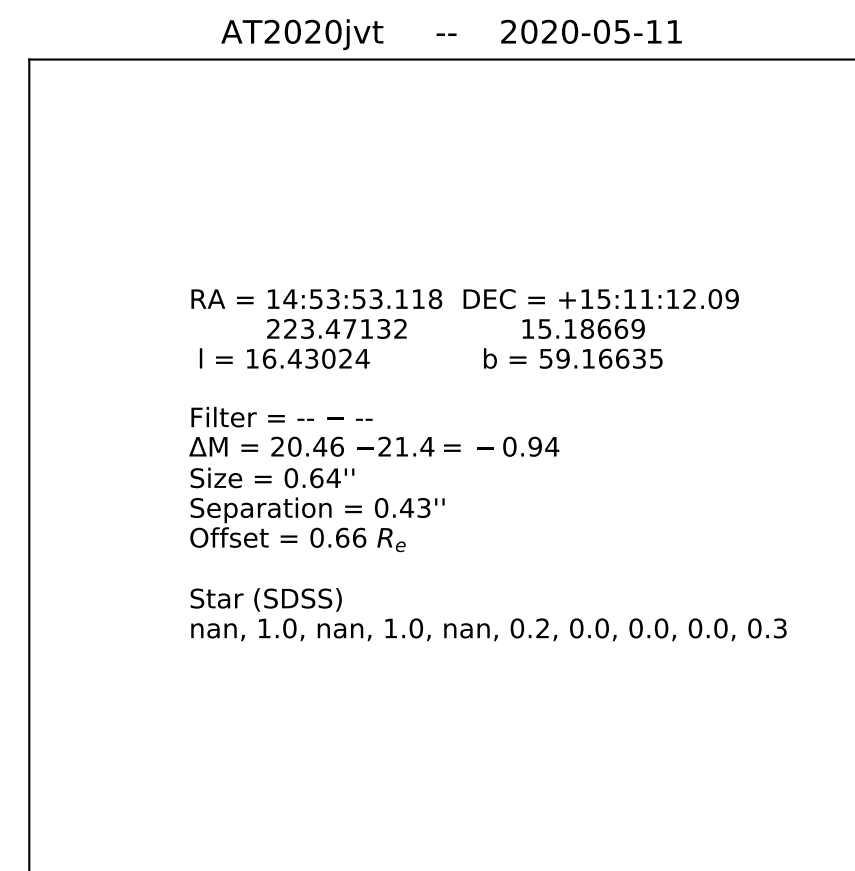 AT2020jvt -- 2020-05-11
RA = 14:53:53.118 DEC = +15:11:12.09
223.47132 15.18669
l = 16.43024 b = 59.16635
Filter = -- − --
ΔM = 20.46 −21.4 = −0.94
Size = 0.64''
Separation = 0.43''
Offset = 0.66 Rₑ
Star (SDSS)
nan, 1.0, nan, 1.0, nan, 0.2, 0.0, 0.0, 0.0, 0.3